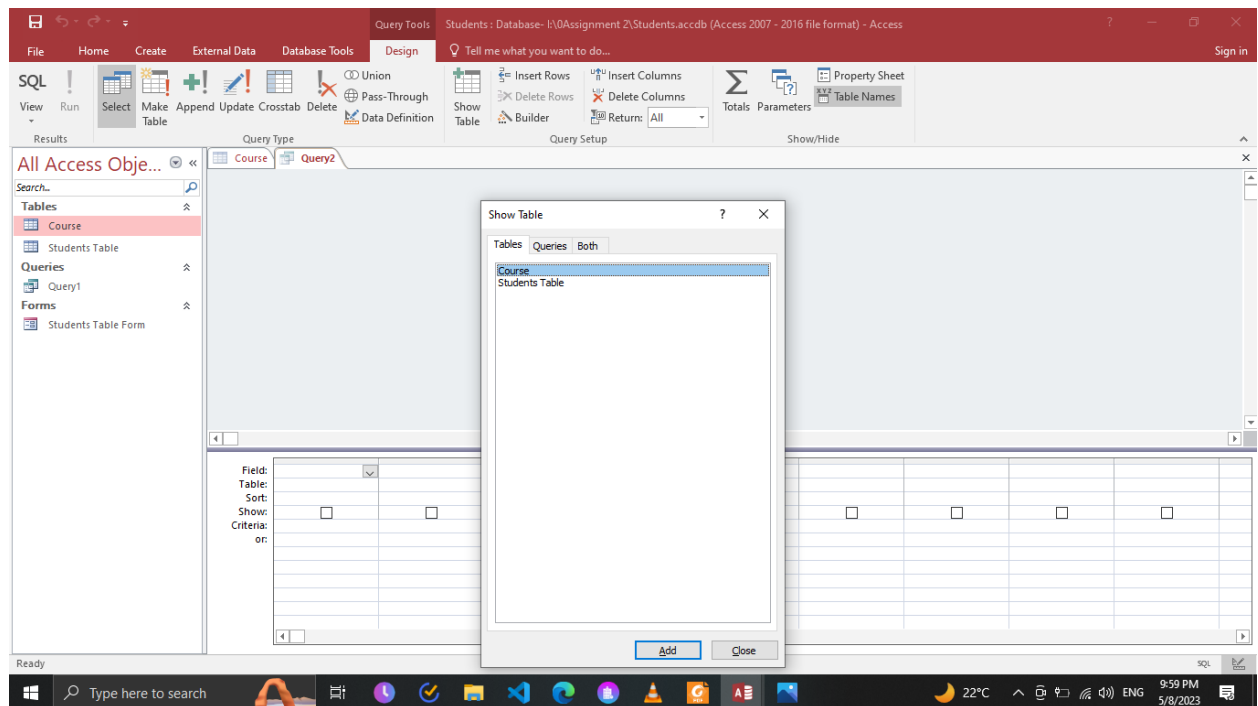 Query Tools Students : Database- I:\0Assignment 2\Students.accdb (Access 2007 - 2016 file format) - Access ?
File Home Create External Data Database Tools Design Tell me what you want to do... Sign in
SQL
View
Run
Select
Make
Table
Append
Update
Crosstab
Delete
Union
Pass-Through
Data Definition
Show
Table
Insert Rows
Delete Rows
Builder
Insert Columns
Delete Columns
Return: All
Totals
Parameters
Property Sheet
XYZ Table Names
Results Query Type Query Setup Show/Hide
All Access Obje... «
Search...
Tables
Course
Students Table
Queries
Query1
Forms
Students Table Form
Course Query2
Show Table ?
Tables Queries Both
Course
Students Table
Add Close
Field:
Table:
Sort:
Show:
Criteria:
or:
Ready SQL
Type here to search 22°C ENG 9:59 PM
5/8/2023